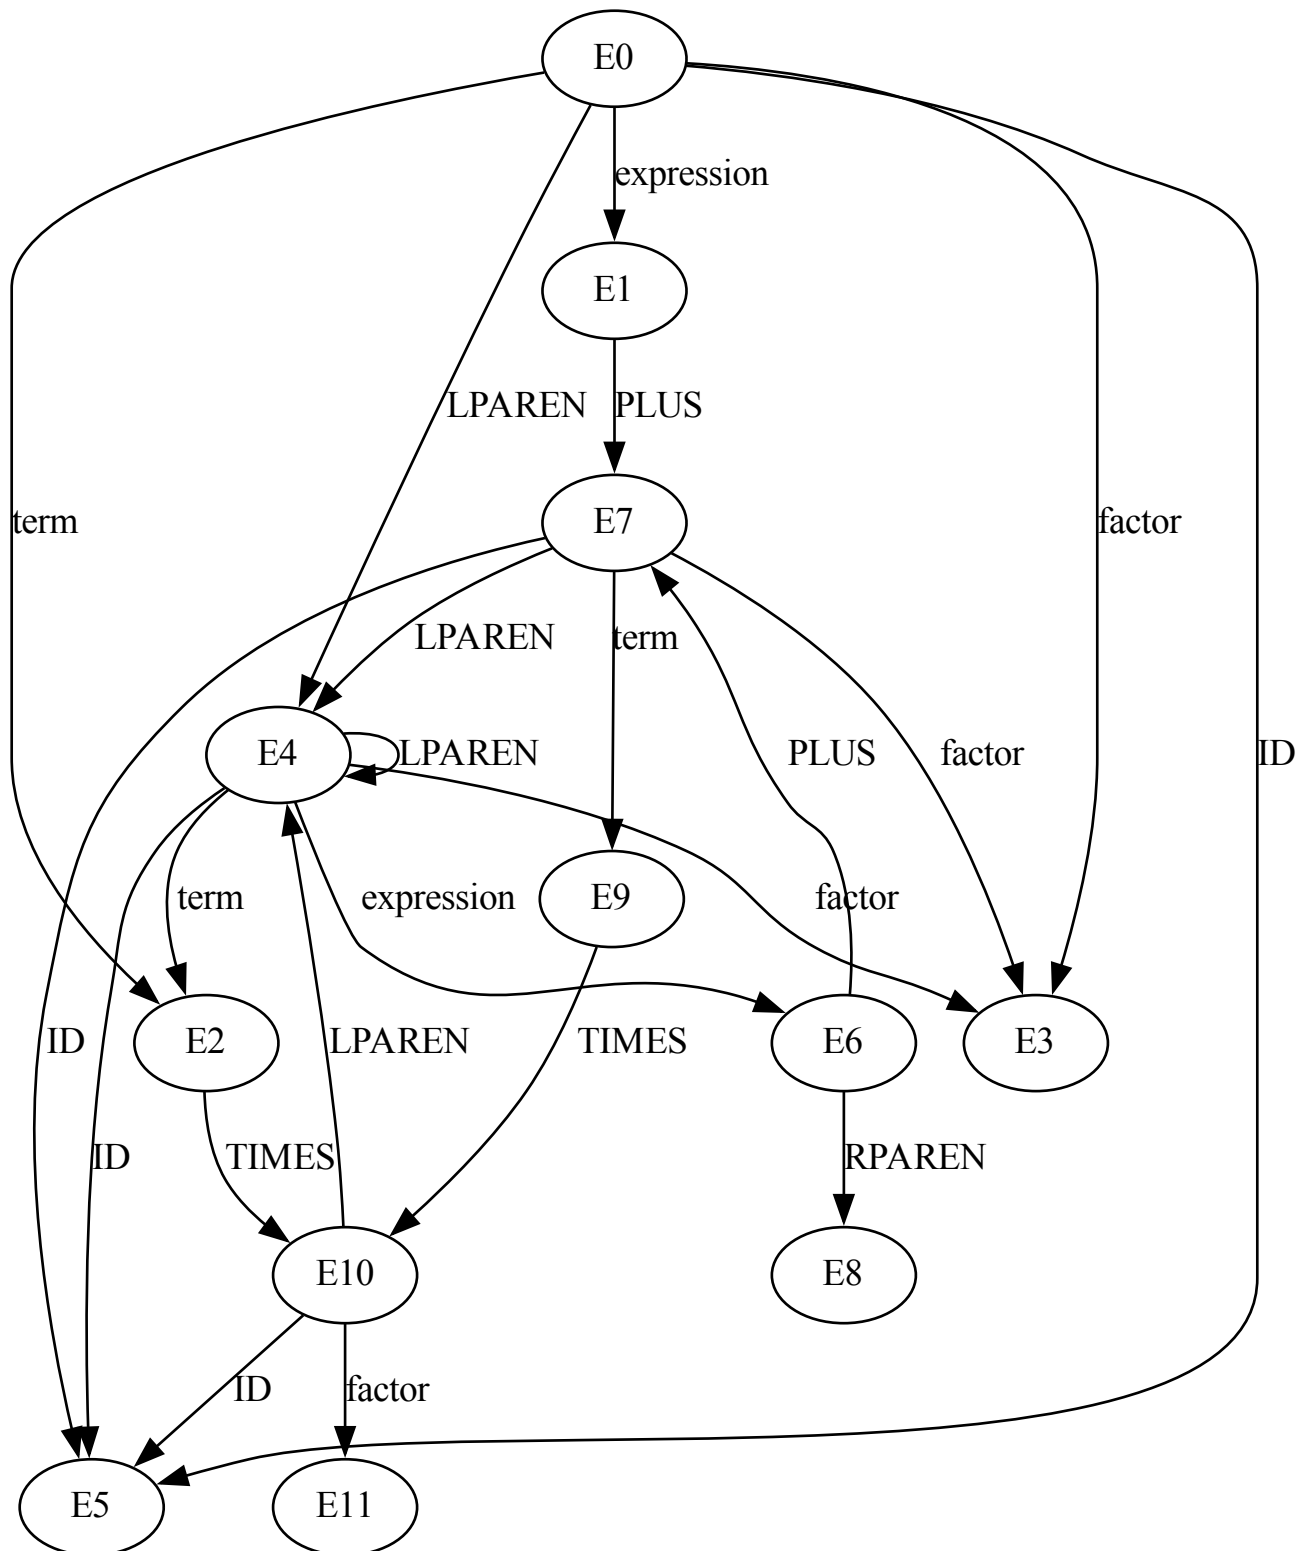 E0
expression
E1
LPAREN
PLUS
term
E7
factor
LPAREN
term
E4
LPAREN
PLUS
factor
ID
term
expression
E9
factor
ID
E2
LPAREN
TIMES
E6
E3
ID
TIMES
RPAREN
E10
E8
ID
factor
E5
E11